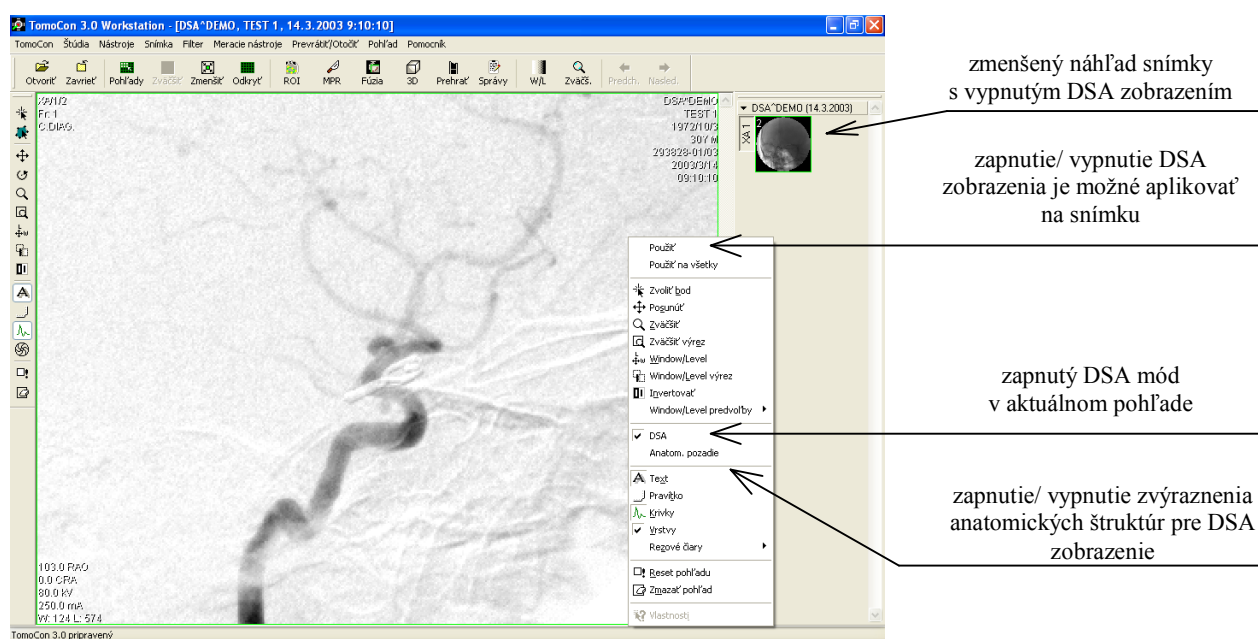 TomoCon 3.0 Workstation - [DSA^DEMO, TEST 1, 14.3.2003 9:10:10]
TomoCon Štúdia Nástroje Snímka Filter Meracie nástroje Prevrátiť/Otočiť Pohľad Pomocník
Otvoriť Zavrieť Pohľady Zväčšiť Zmenšiť Odkryť ROI MPR Fúzia 3D Prehrať Správy W/L Zväčš. Predch. Nasled.
XA/1/2
Fr: 1
C.DIAG.
DSA^DEMO
TEST 1
1972/10/3
30Y M
293828-01/03
2003/3/14
09:10:10
DSA^DEMO (14.3.2003)
XA 1
2
zmenšený náhľad snímky
s vypnutým DSA zobrazením
zapnutie/ vypnutie DSA
zobrazenia je možné aplikovať
na snímku
Použiť
Použiť na všetky
Zvoliť bod
Posunúť
Zväčšiť
Zväčšiť výrez
Window/Level
Window/Level výrez
Invertovať
Window/Level predvoľby
DSA
Anatom. pozadie
Text
Pravítko
Krivky
Vrstvy
Rezové čiary
Reset pohľadu
Zmazať pohľad
Vlastnosti
zapnutý DSA mód
v aktuálnom pohľade
zapnutie/ vypnutie zvýraznenia
anatomických štruktúr pre DSA
zobrazenie
103.0 RAO
0.0 CRA
80.0 kV
250.0 mA
W: 124 L: 574
TomoCon 3.0 pripravený